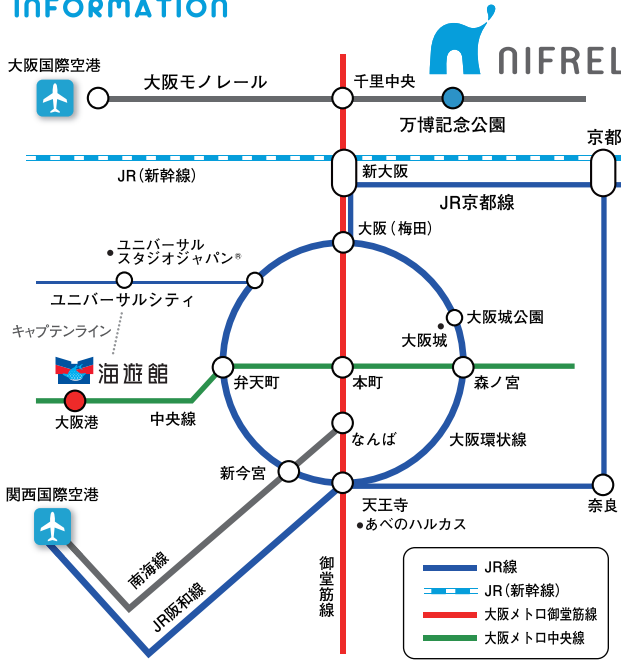 INFORMATION
NIFREL
大阪国際空港
大阪モノレール
千里中央
万博記念公園
京都
JR(新幹線)
新大阪
JR京都線
大阪(梅田)
ユニバーサル
スタジオジャパン®
ユニバーサルシティ
大阪城公園
大阪城
キャプテンライン
海遊館
弁天町
本町
森ノ宮
大阪港
中央線
なんば
大阪環状線
新今宮
関西国際空港
天王寺
あべのハルカス
奈良
南海線
JR阪和線
御堂筋線
JR線
JR(新幹線)
大阪メトロ御堂筋線
大阪メトロ中央線